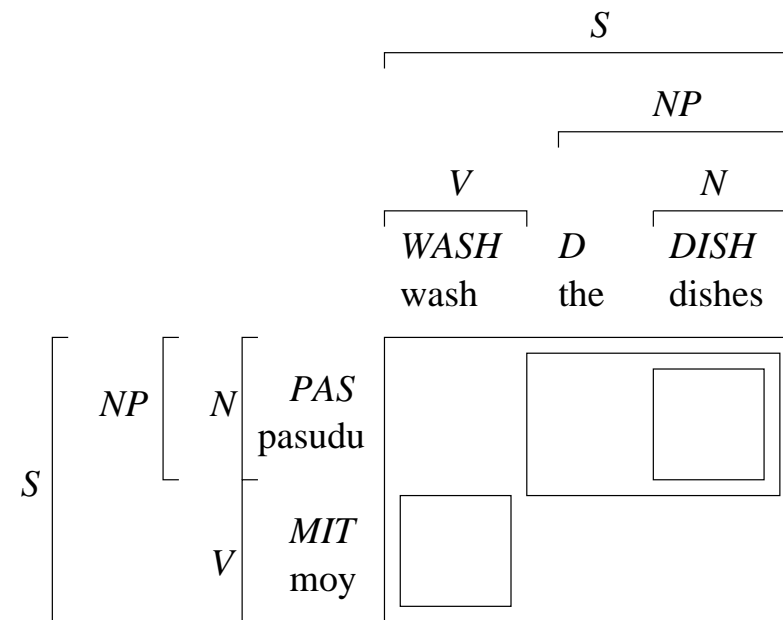 S
NP
V N
WASH D DISH
wash the dishes
NP N PAS
pasudu
S
V MIT
moy